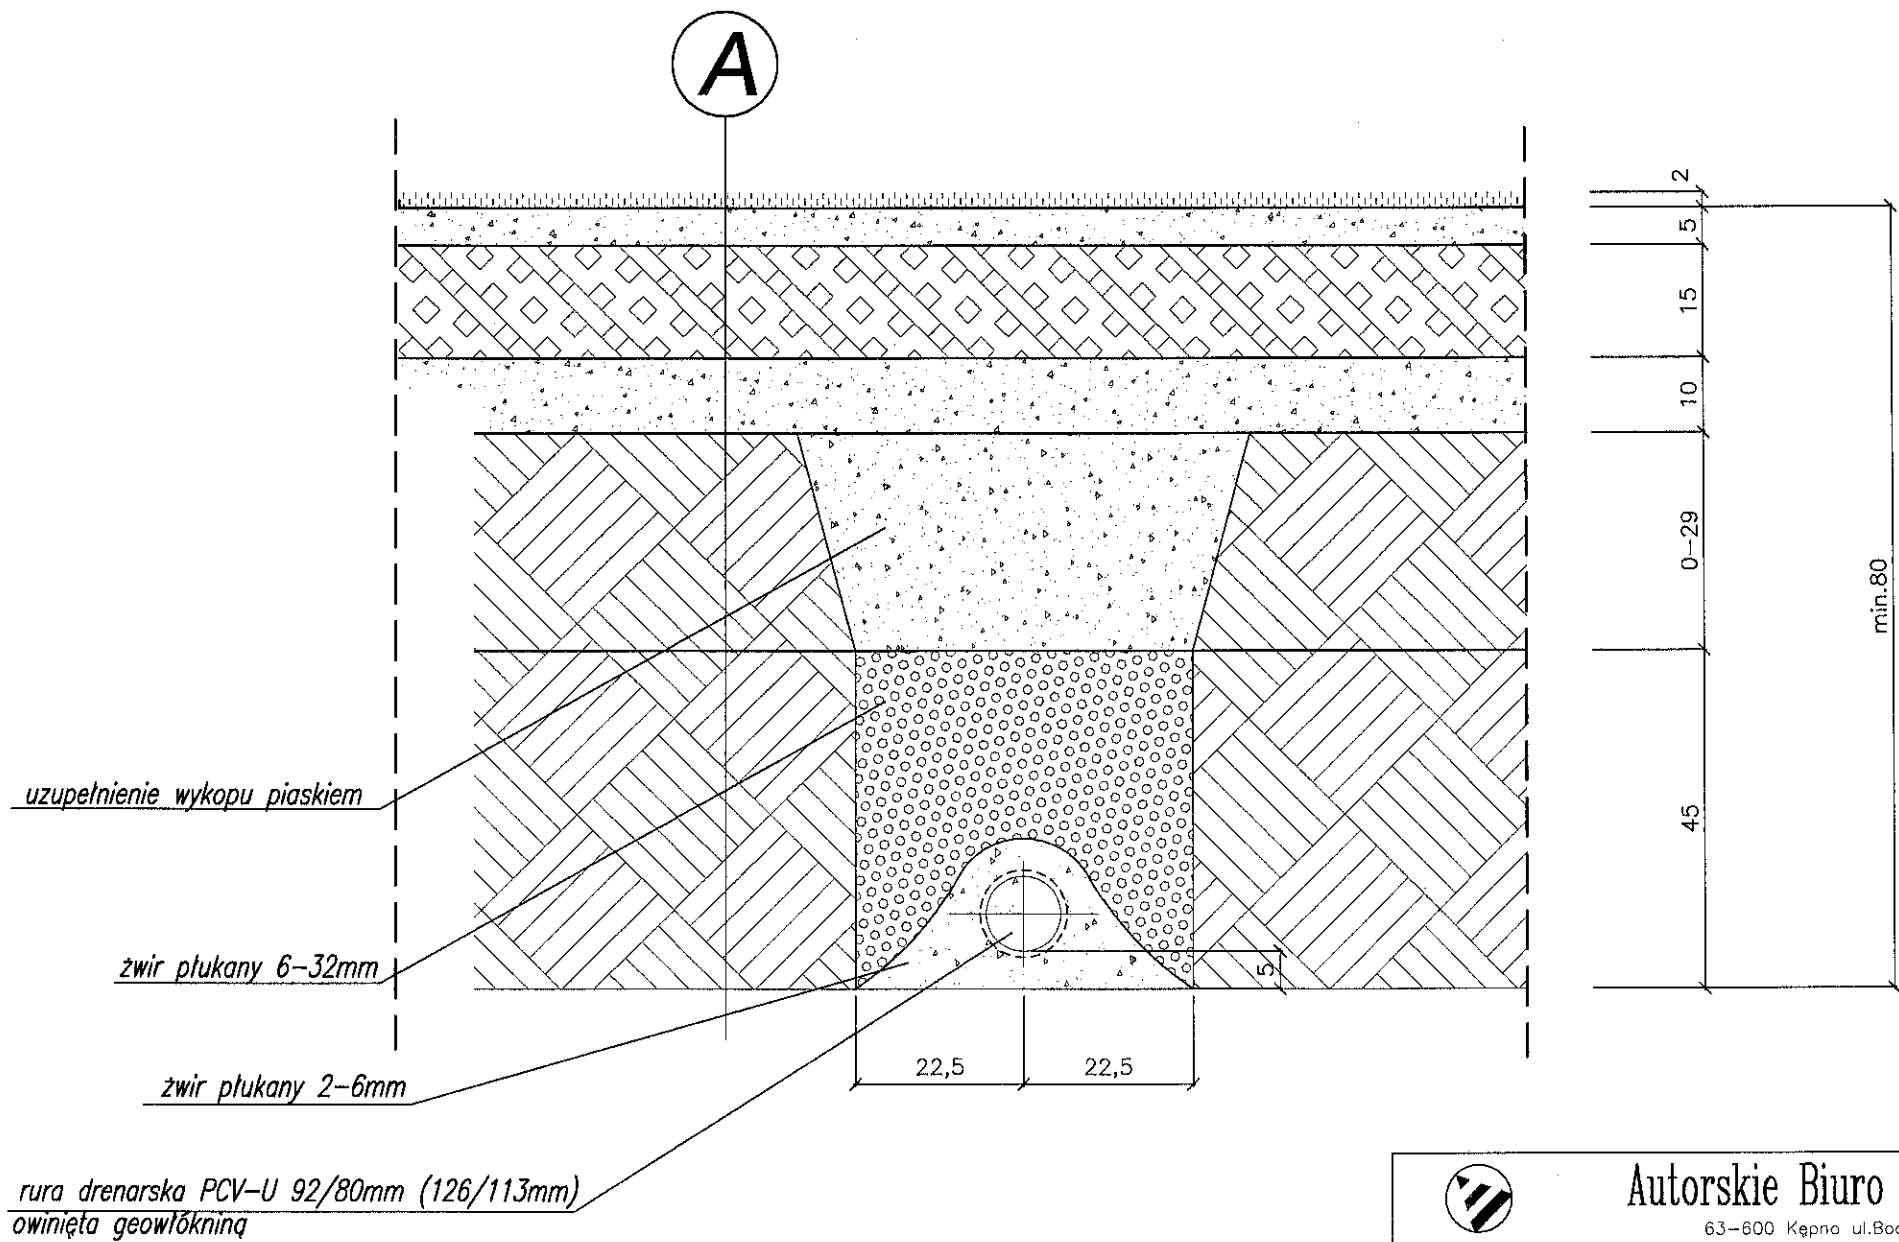 A
2
5
15
10
0-29
min.80
45
uzupełnienie wykopu piaskiem
żwir płukany 6-32mm
5
22,5 22,5
żwir płukany 2-6mm
rura drenarska PCV-U 92/80mm (126/113mm)
owinięta geowłókniną
Autorskie Biuro
63-600 Kępno ul.